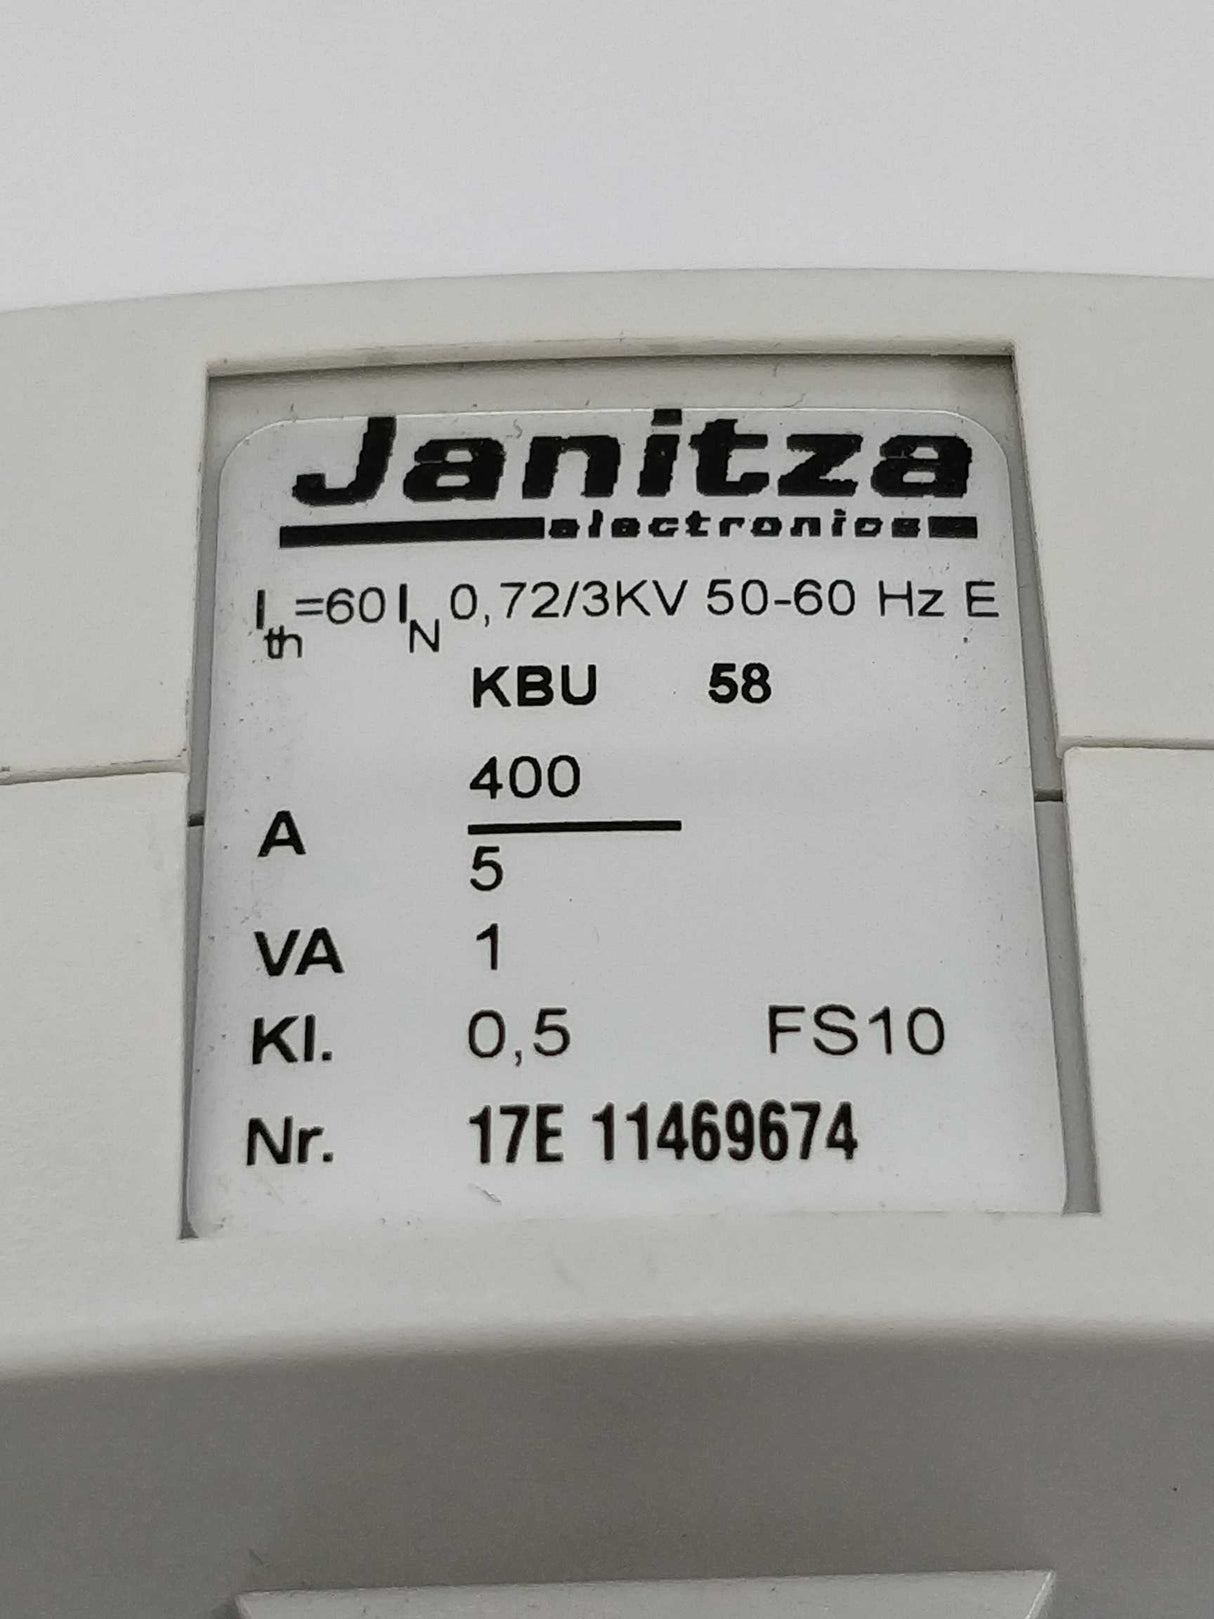 Janitza
electronics
Ith=60IN 0,72/3KV 50-60 Hz E
KBU 58
A 400/5
VA 1
Kl. 0,5 FS10
Nr. 17E 11469674